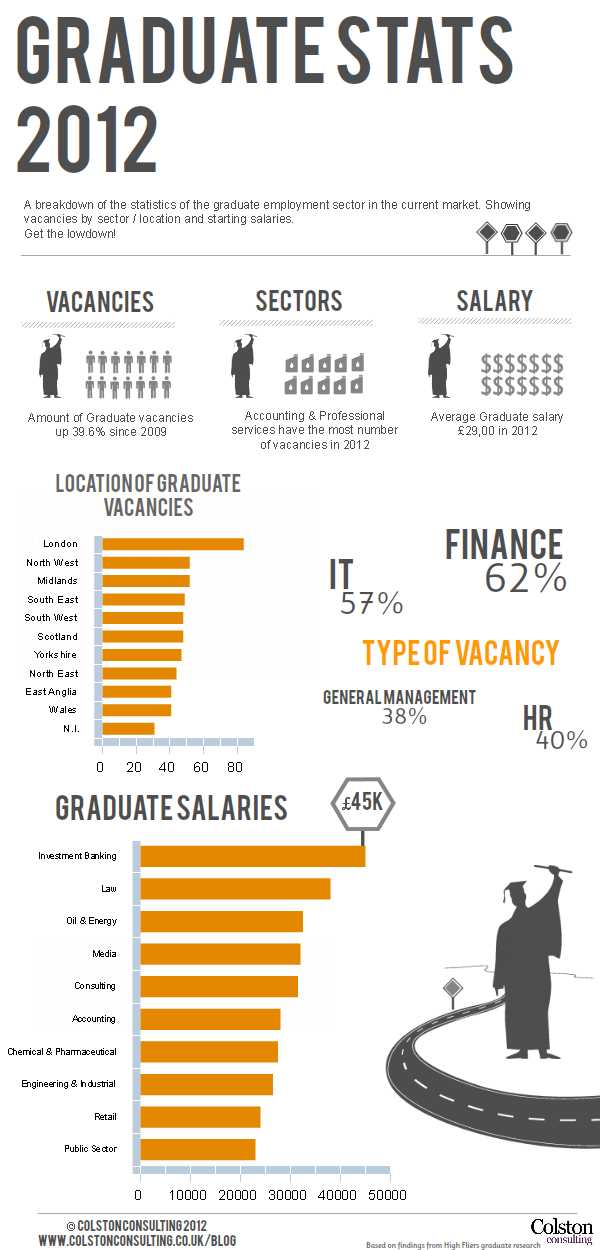 GRADUATE STATS
2012
A breakdown of the statistics of the graduate employment sector in the current market. Showing
vacancies by sector / location and starting salaries.
Get the lowdown!
VACANCIES
SECTORS
SALARY
$$$$$$$
$$$$$$$
Amount of Graduate vacancies
up 39.6% since 2009
Accounting & Professional
services have the most number
of vacancies in 2012
Average Graduate salary
£29,00 in 2012
LOCATION OF GRADUATE
VACANCIES
London
North West
Midlands
South East
South West
Scotland
Yorkshire
North East
East Anglia
Wales
N.I.
0 20 40 60 80
FINANCE
62%
IT
57%
TYPE OF VACANCY
GENERAL MANAGEMENT
38%
HR
40%
GRADUATE SALARIES
£45K
Investment Banking
Law
Oil & Energy
Media
Consulting
Accounting
Chemical & Pharmaceutical
Engineering & Industrial
Retail
Public Sector
0 10000 20000 30000 40000 50000
© COLSTON CONSULTING 2012
WWW.COLSTONCONSULTING.CO.UK/BLOG
Based on findings from High Fliers graduate research
Colston
consulting